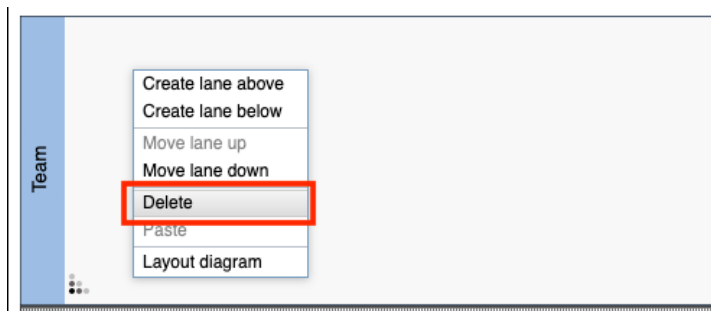 Team
Create lane above
Create lane below
Move lane up
Move lane down
Delete
Paste
Layout diagram